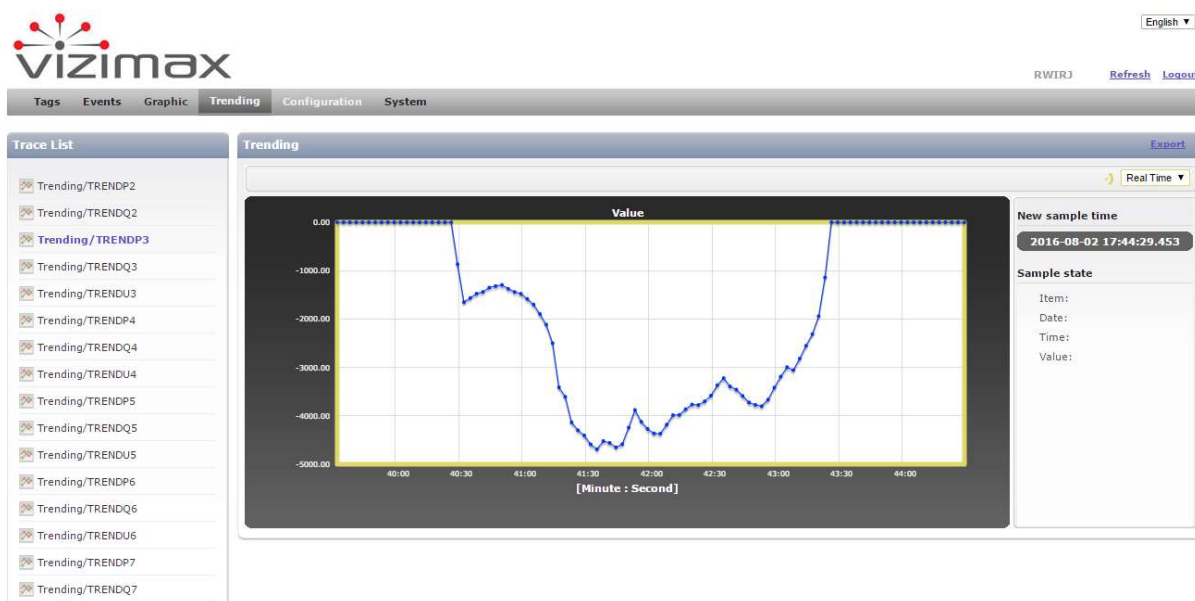 English ▼
vizimax
RWIRJ Refresh Logout
Tags Events Graphic Trending Configuration System
Trace List
Trending/TRENDP2
Trending/TRENDQ2
Trending/TRENDP3
Trending/TRENDQ3
Trending/TRENDU3
Trending/TRENDP4
Trending/TRENDQ4
Trending/TRENDU4
Trending/TRENDP5
Trending/TRENDQ5
Trending/TRENDU5
Trending/TRENDP6
Trending/TRENDQ6
Trending/TRENDU6
Trending/TRENDP7
Trending/TRENDQ7
Trending Export
Real Time ▼
Value
0.00
-1000.00
-2000.00
-3000.00
-4000.00
-5000.00
40:00 40:30 41:00 41:30 42:00 42:30 43:00 43:30 44:00
[Minute : Second]
New sample time
2016-08-02 17:44:29.453
Sample state
Item:
Date:
Time:
Value: